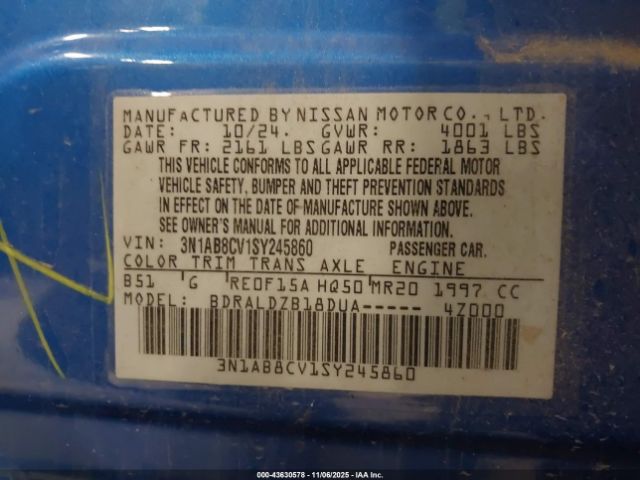 MANUFACTURED BY NISSAN MOTOR CO., LTD.
DATE: 10/24. GVWR: 4001 LBS
GAWR FR: 2161 LBS GAWR RR: 1863 LBS
THIS VEHICLE CONFORMS TO ALL APPLICABLE FEDERAL MOTOR
VEHICLE SAFETY, BUMPER AND THEFT PREVENTION STANDARDS
IN EFFECT ON THE DATE OF MANUFACTURE SHOWN ABOVE.
SEE OWNER'S MANUAL FOR ADDITIONAL INFORMATION.
VIN: 3N1AB8CV1SY245860 PASSENGER CAR.
COLOR TRIM TRANS AXLE ENGINE
B51 G RE0F15A HQ50 MR20 1997 CC
MODEL: BDRALDZB18DUA----- 4Z000
3N1AB8CV1SY245860
000-43630578 - 11/06/2025 - IAA Inc.